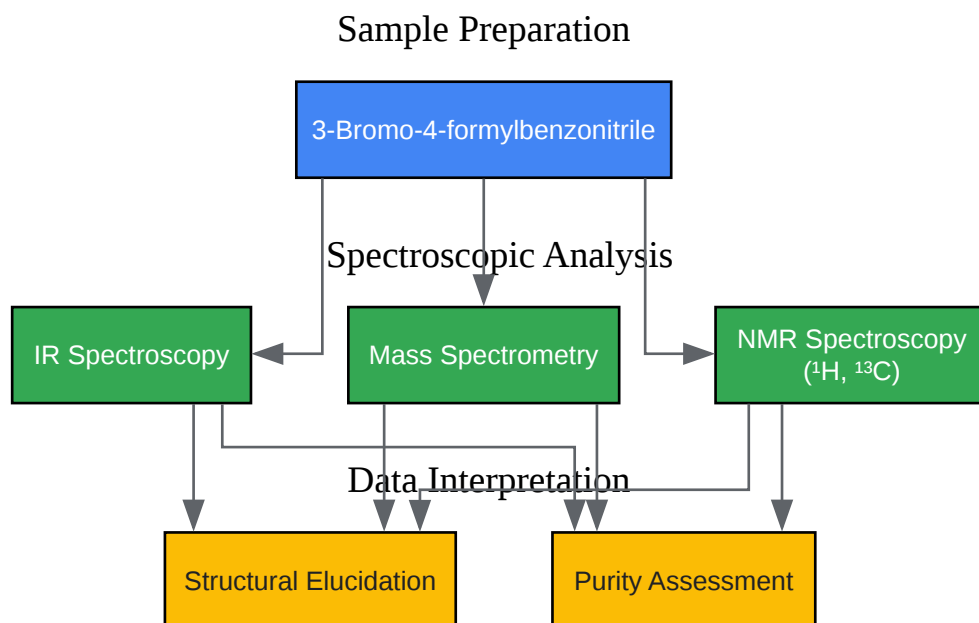 Sample Preparation
3-Bromo-4-formylbenzonitrile
Spectroscopic Analysis
IR Spectroscopy
Mass Spectrometry
NMR Spectroscopy
(¹H, ¹³C)
Data Interpretation
Structural Elucidation
Purity Assessment